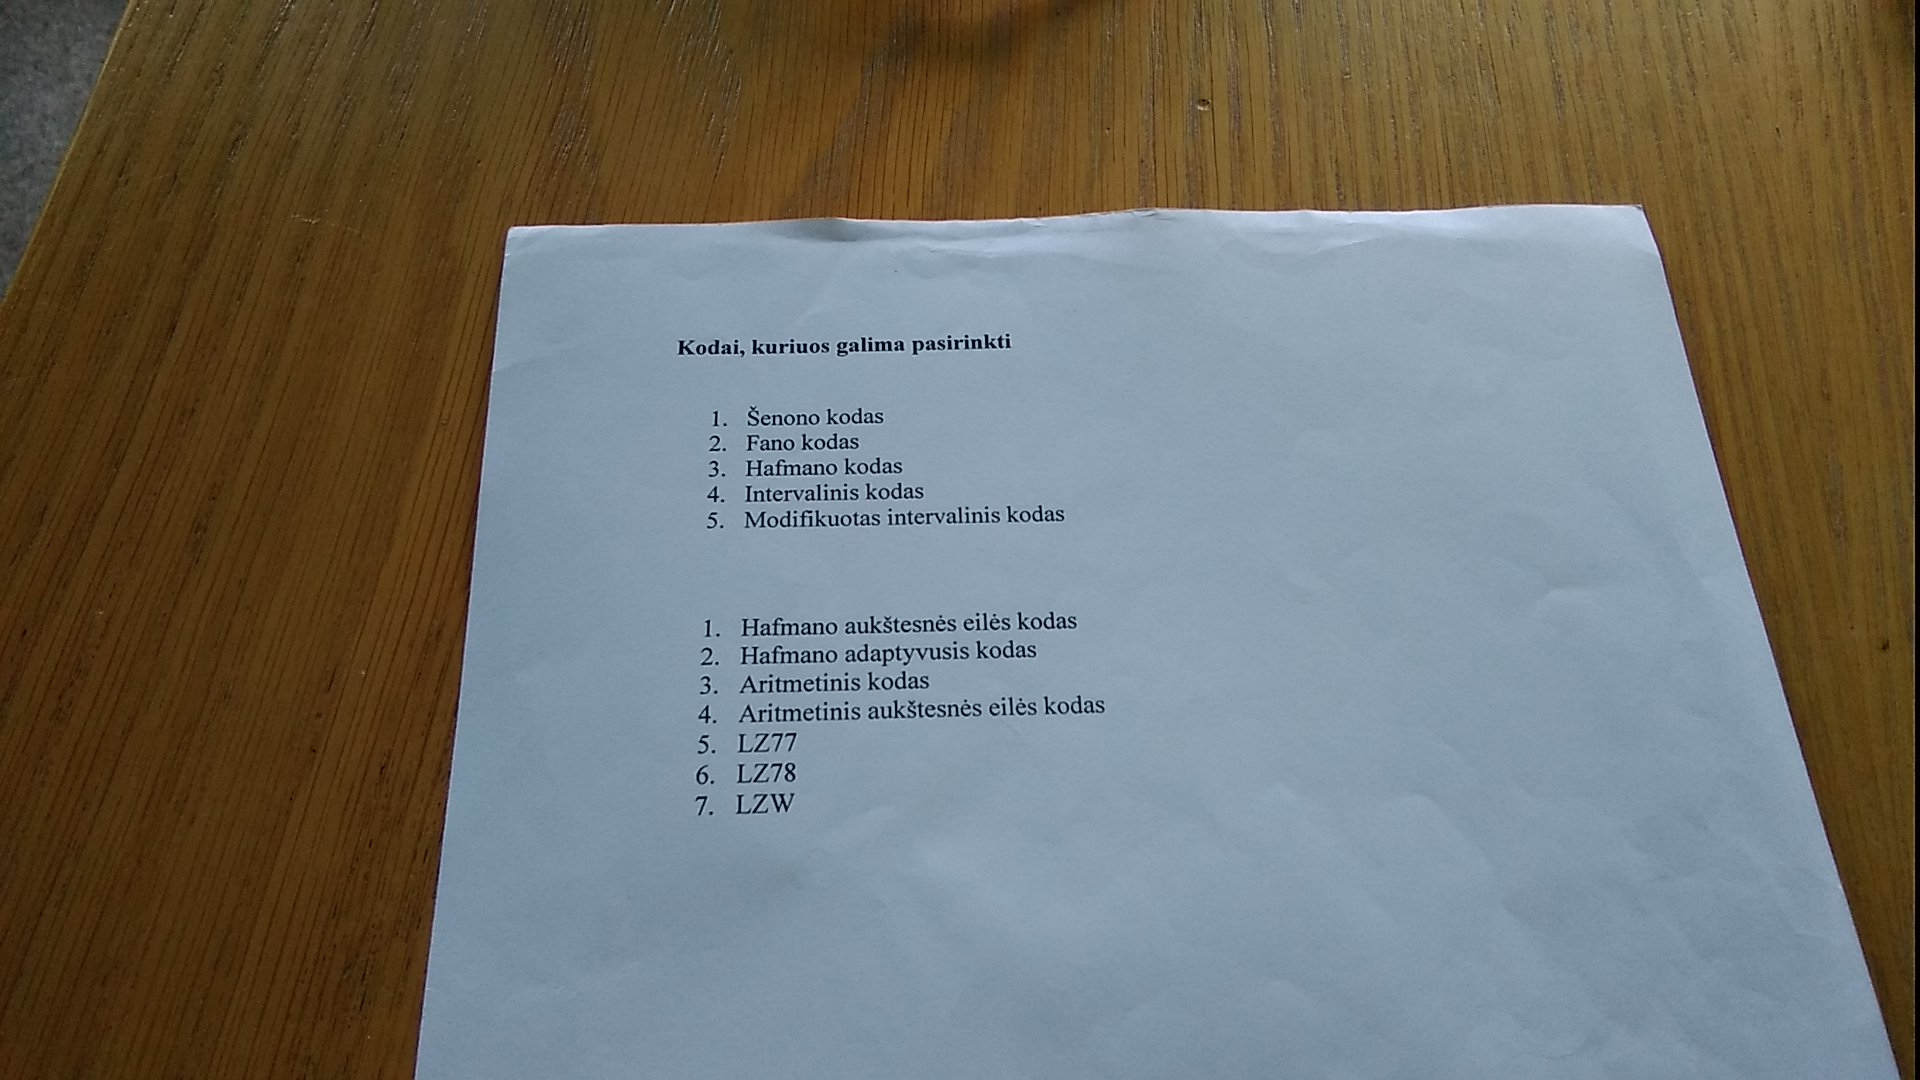 Kodai, kuriuos galima pasirinkti
1. Šenono kodas
2. Fano kodas
3. Hafmano kodas
4. Intervalinis kodas
5. Modifikuotas intervalinis kodas
1. Hafmano aukštesnės eilės kodas
2. Hafmano adaptyvusis kodas
3. Aritmetinis kodas
4. Aritmetinis aukštesnės eilės kodas
5. LZ77
6. LZ78
7. LZW